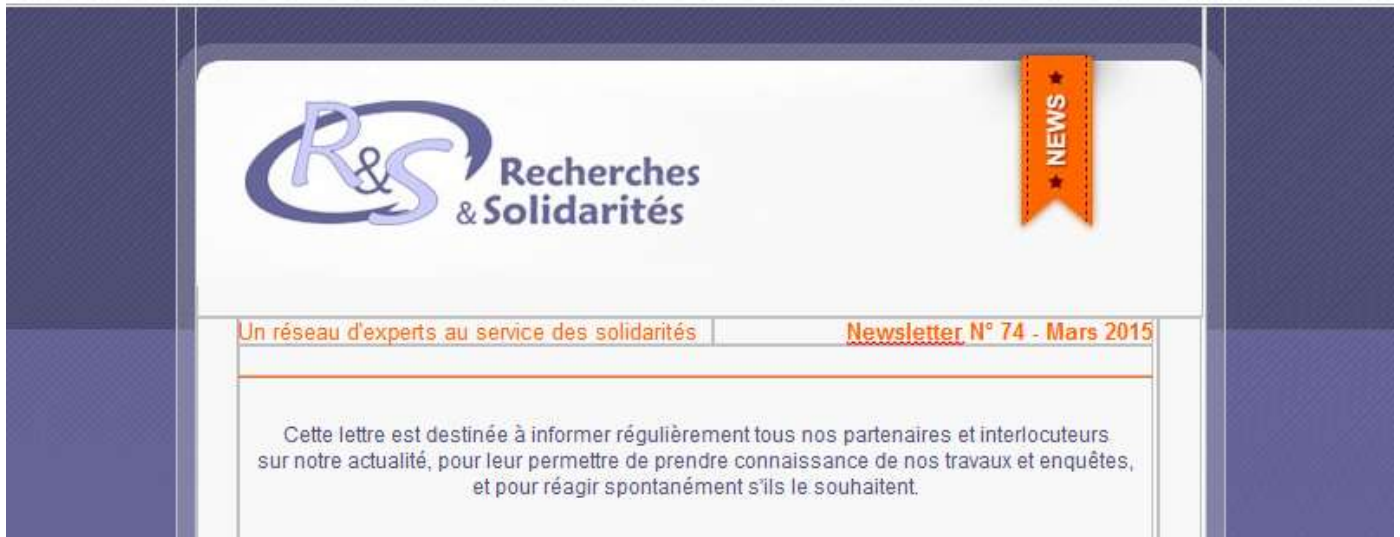 R&S Recherches
& Solidarités
★ NEWS ★
Un réseau d'experts au service des solidarités
Newsletter N° 74 - Mars 2015
Cette lettre est destinée à informer régulièrement tous nos partenaires et interlocuteurs
sur notre actualité, pour leur permettre de prendre connaissance de nos travaux et enquêtes,
et pour réagir spontanément s'ils le souhaitent.